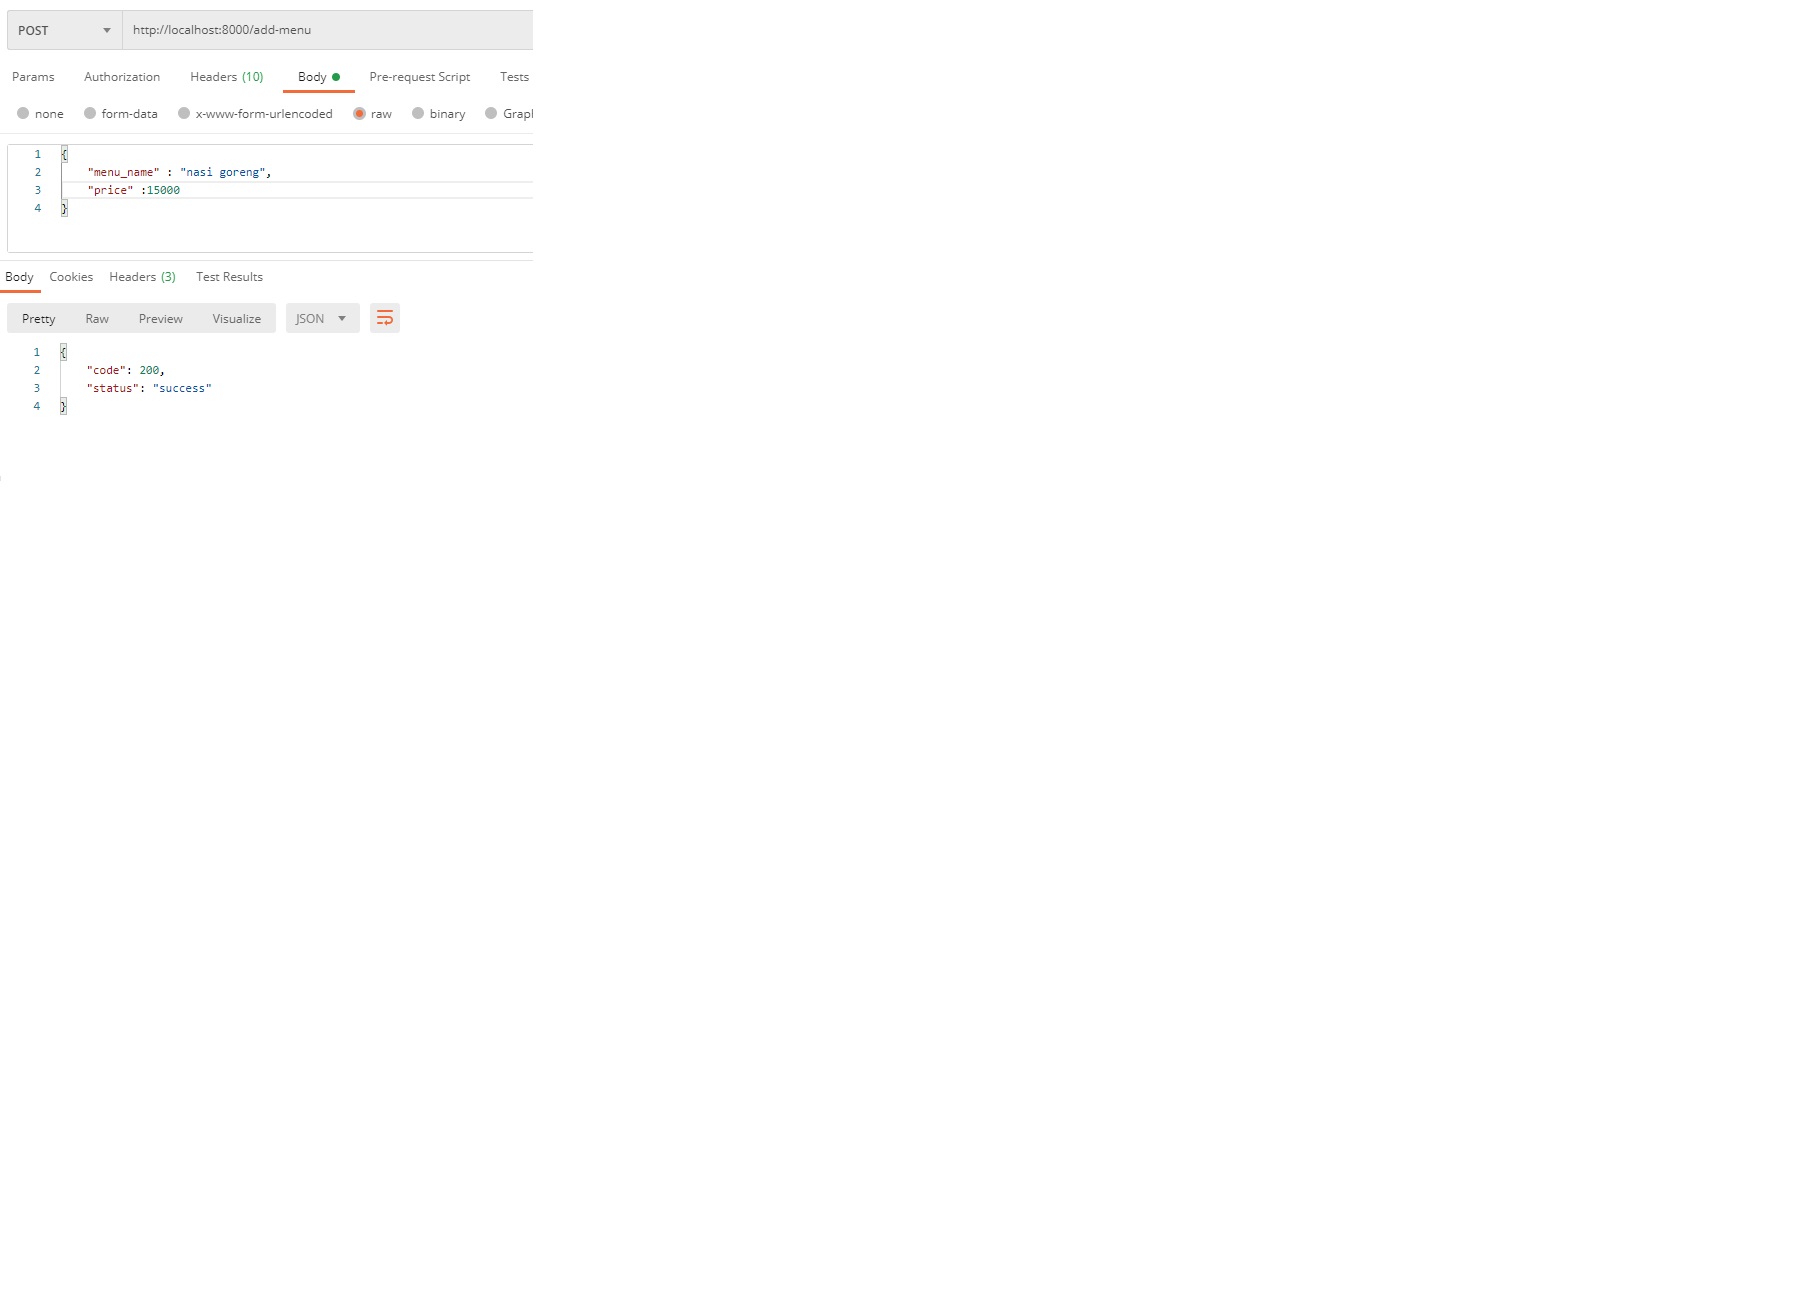 POST http://localhost:8000/add-menu
Params Authorization Headers (10) Body Pre-request Script Tests
none form-data x-www-form-urlencoded raw binary Grapl
1 {
2 "menu_name" : "nasi goreng",
3 "price" :15000
4 }
Body Cookies Headers (3) Test Results
Pretty Raw Preview Visualize JSON
1 {
2 "code": 200,
3 "status": "success"
4 }